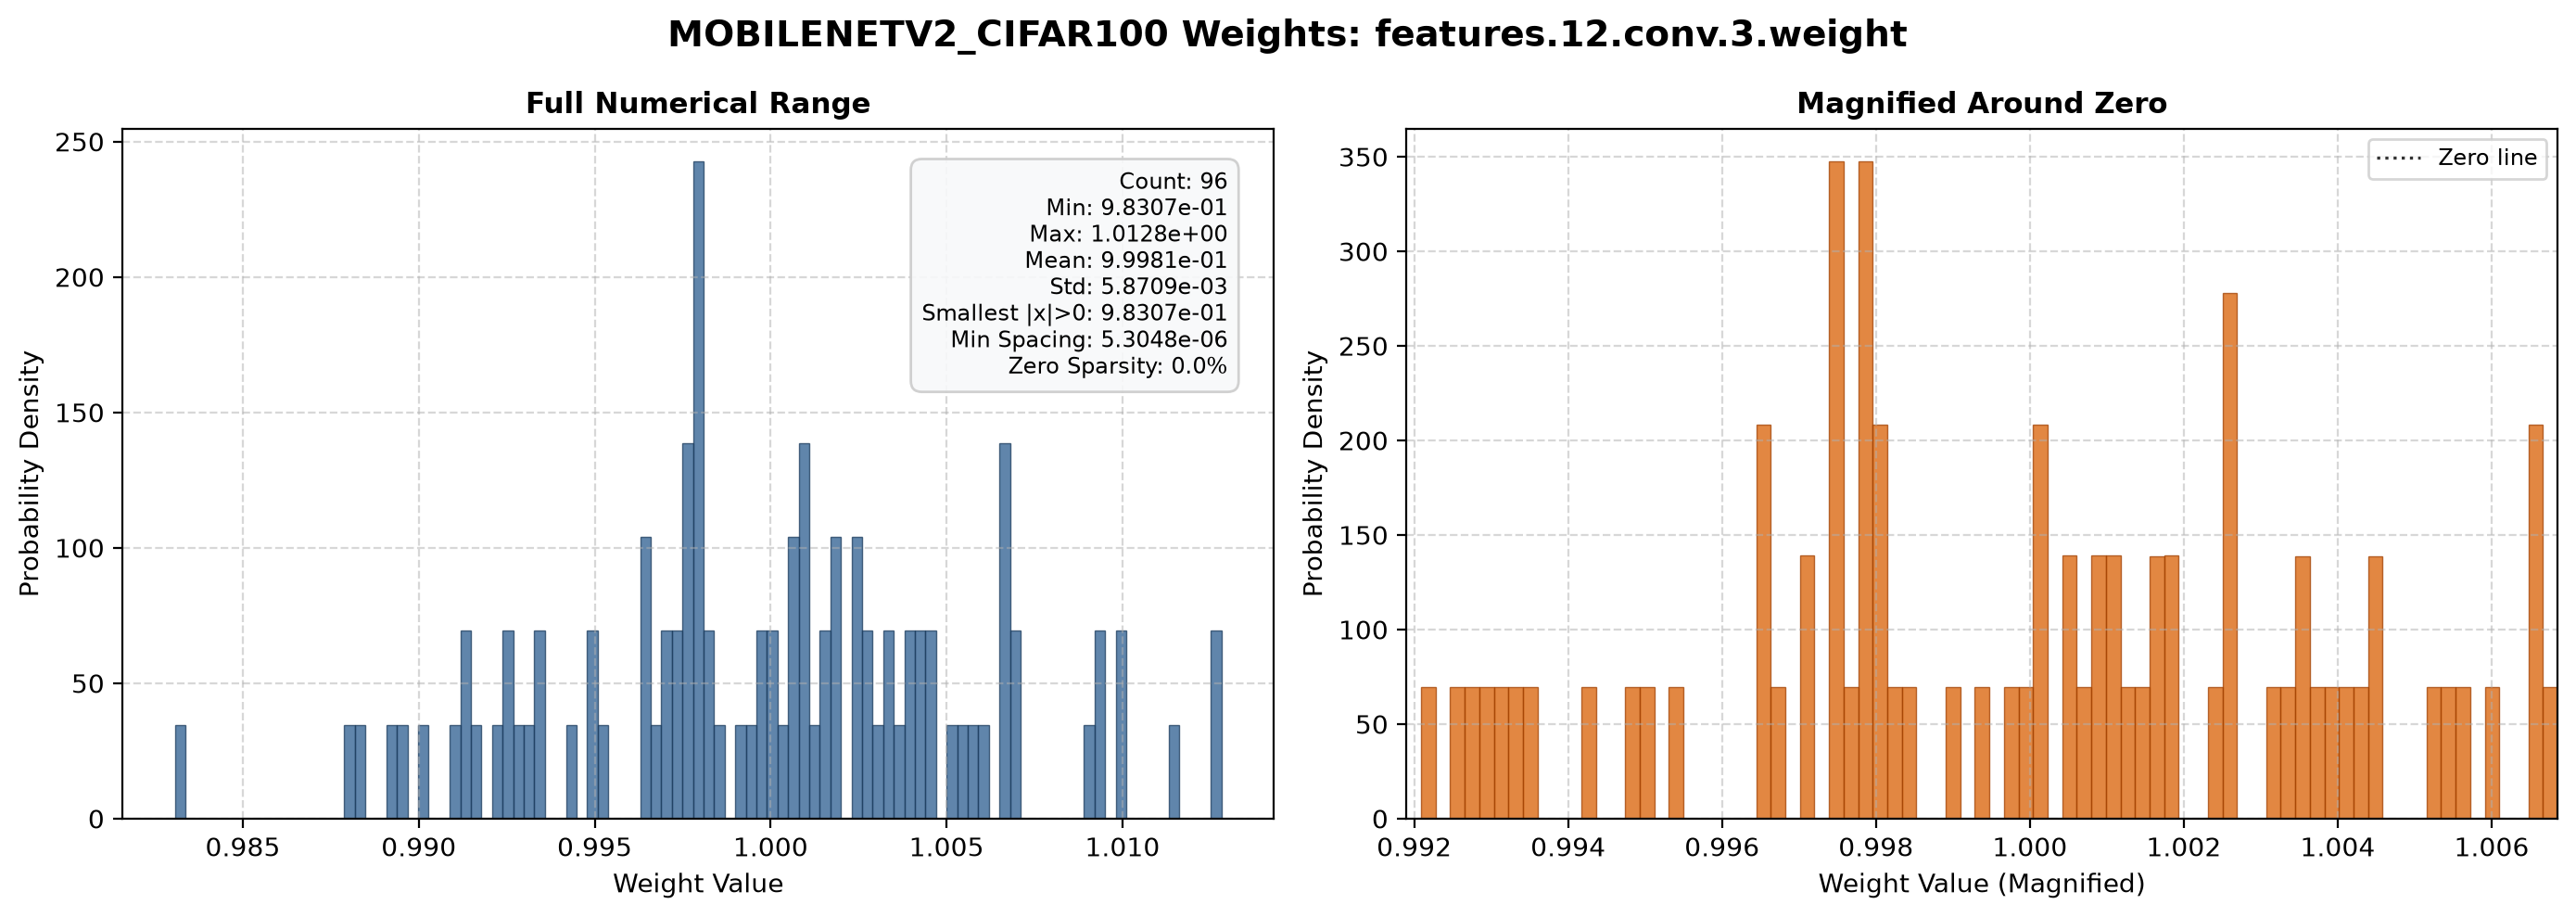 MOBILENETV2_CIFAR100 Weights: features.12.conv.3.weight
Full Numerical Range
250
200
150
100
50
0
Probability Density
Count: 96
Min: 9.8307e-01
Max: 1.0128e+00
Mean: 9.9981e-01
Std: 5.8709e-03
Smallest |x|>0: 9.8307e-01
Min Spacing: 5.3048e-06
Zero Sparsity: 0.0%
0.985 0.990 0.995 1.000 1.005 1.010
Weight Value
Magnified Around Zero
350
300
250
200
150
100
50
0
Probability Density
Zero line
0.992 0.994 0.996 0.998 1.000 1.002 1.004 1.006
Weight Value (Magnified)